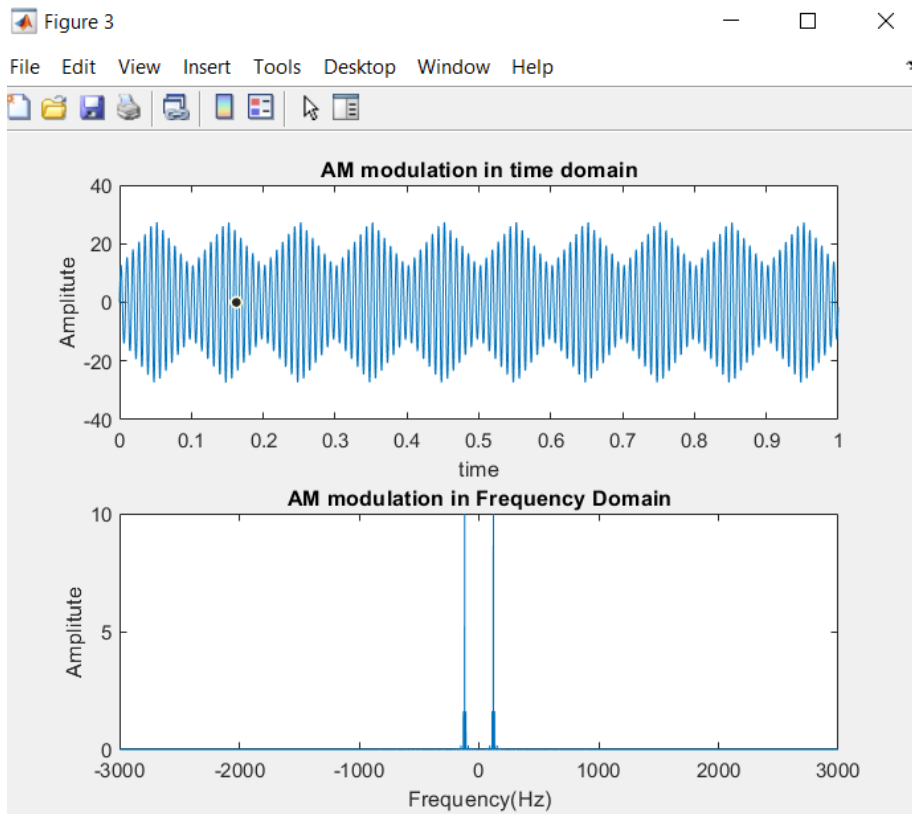 Figure 3
File Edit View Insert Tools Desktop Window Help
AM modulation in time domain
Amplitute
40
20
0
-20
-40
0 0.1 0.2 0.3 0.4 0.5 0.6 0.7 0.8 0.9 1
time
AM modulation in Frequency Domain
Amplitute
10
5
0
-3000 -2000 -1000 0 1000 2000 3000
Frequency(Hz)